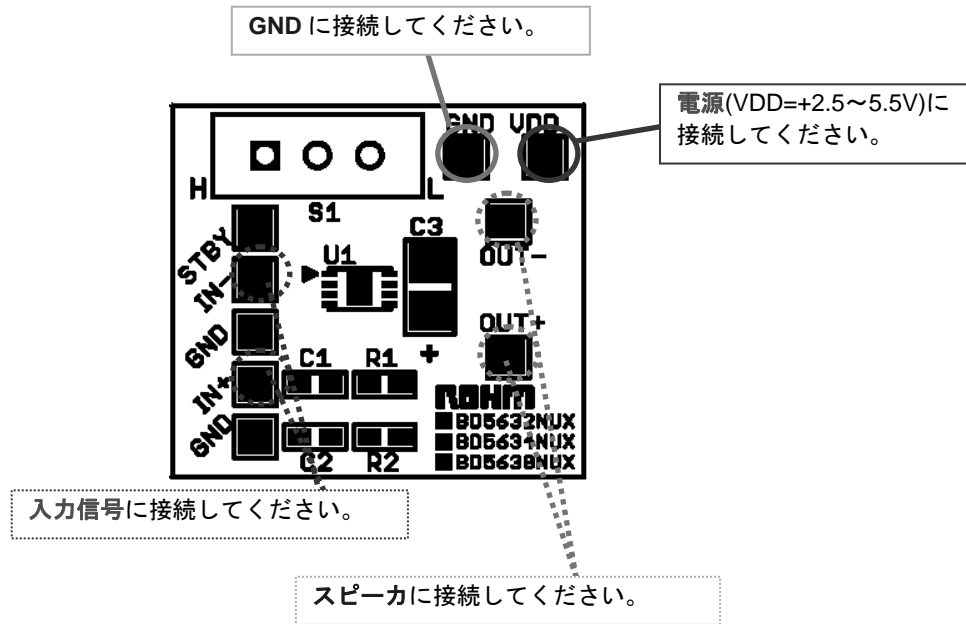 GND に接続してください。
電源(VDD=+2.5～5.5V)に
接続してください。
GND VDD
H
L
S1
C3
STBY
U1
OUT-
IN-
GND
OUT+
C1
R1
+
IN+
ROHM
BD5632NUX
GND
BD5634NUX
C2
R2
BD5638NUX
入力信号に接続してください。
スピーカに接続してください。